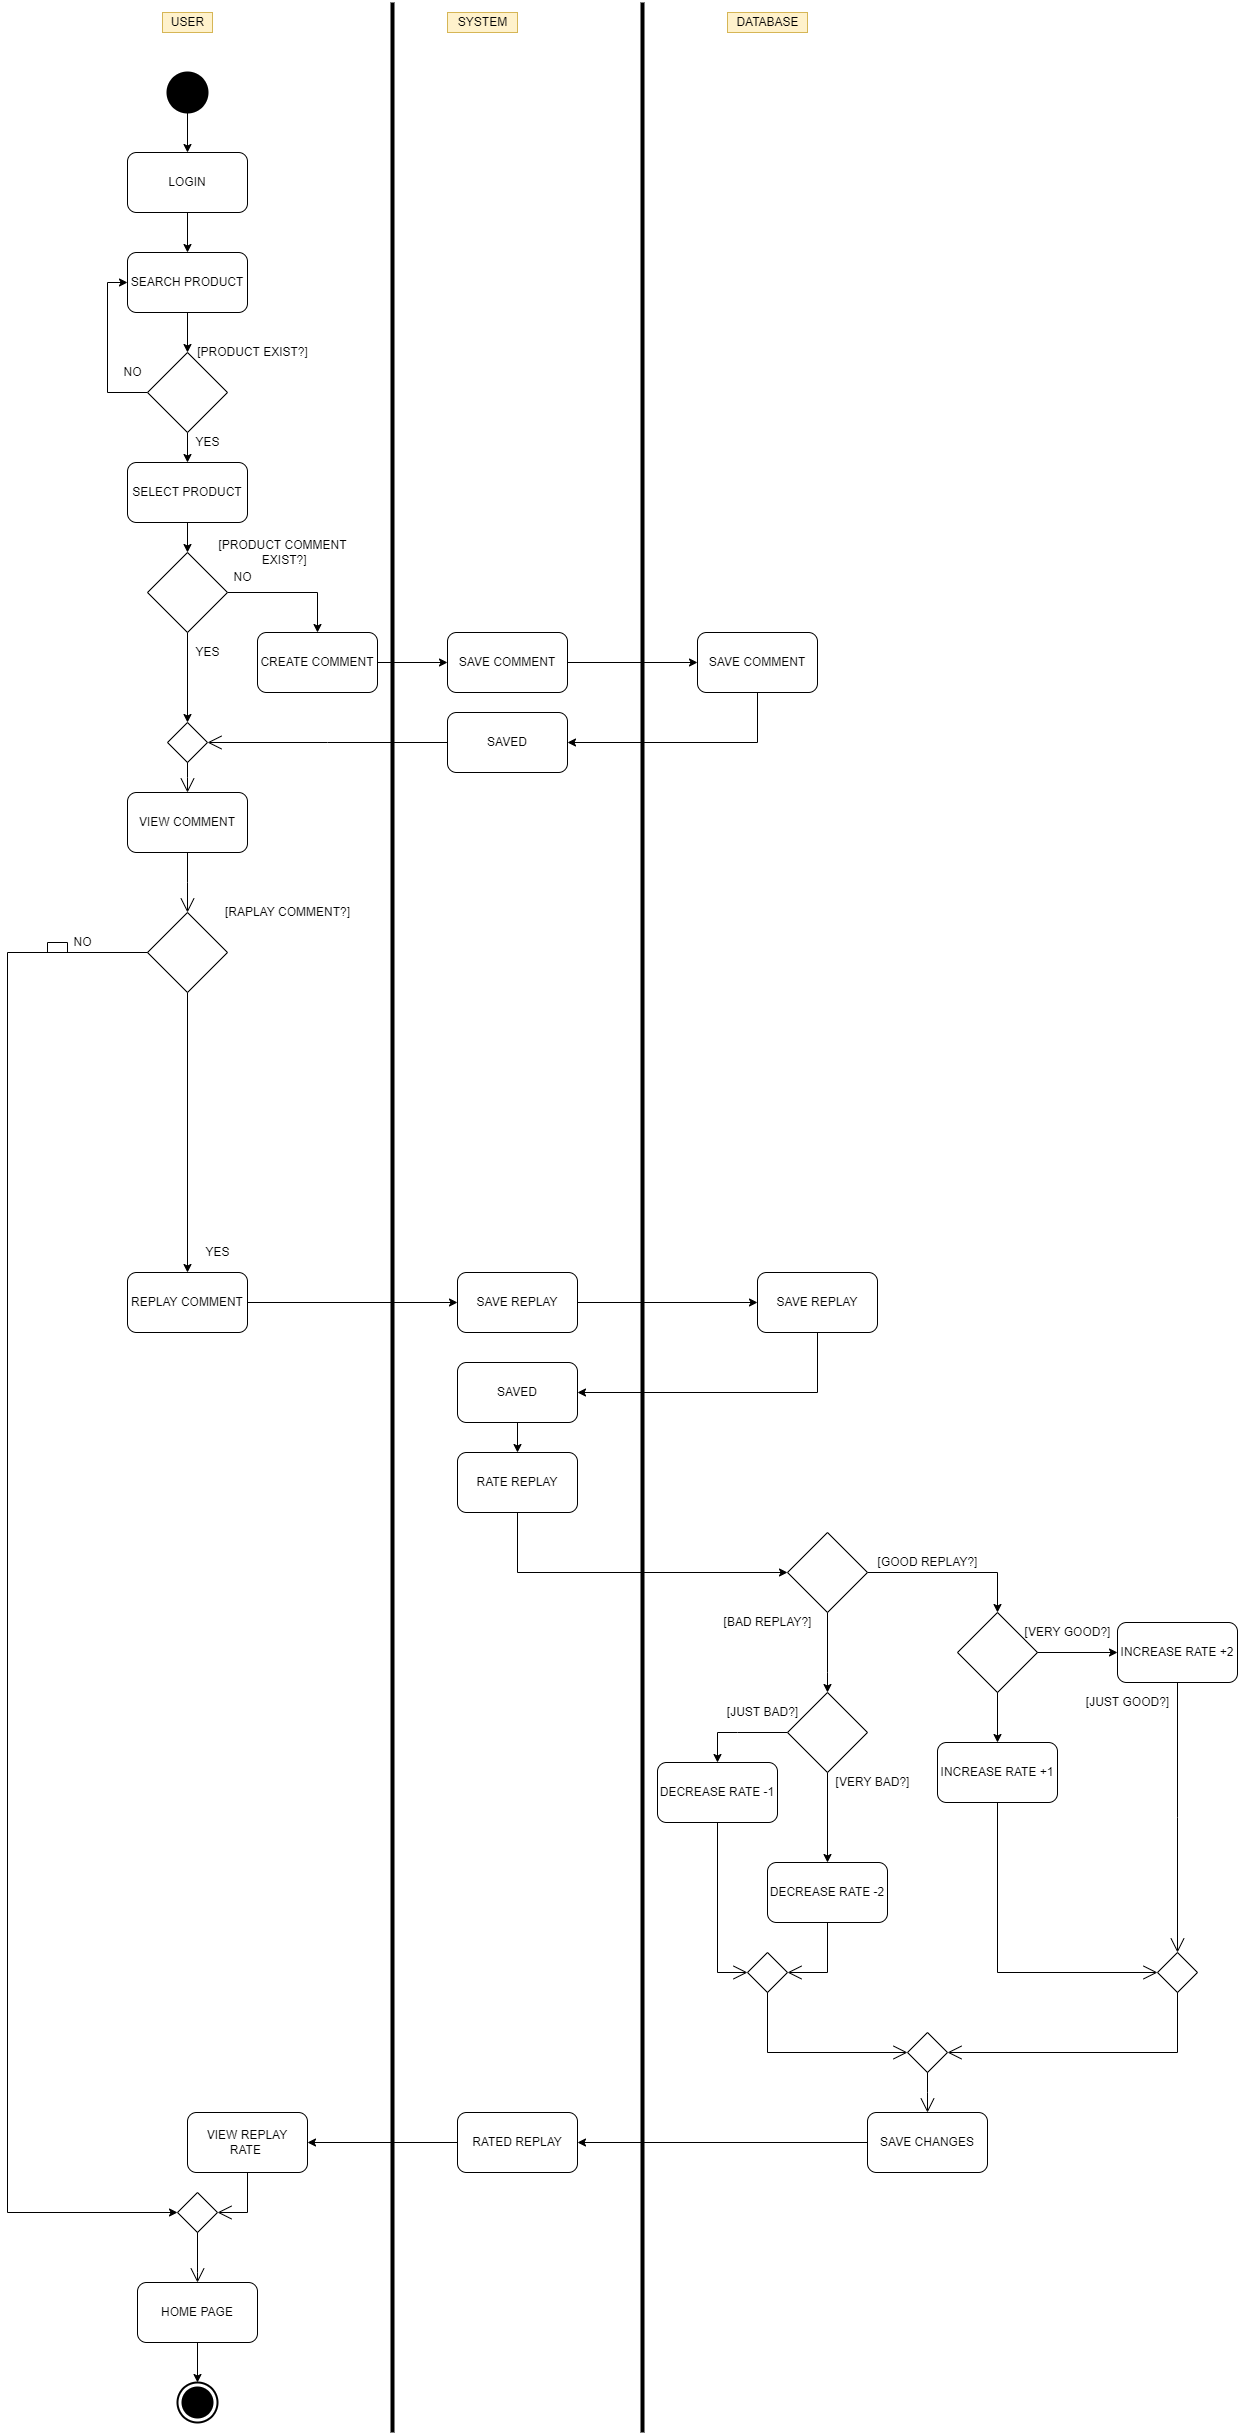 USER
SYSTEM
DATABASE
LOGIN
SEARCH PRODUCT
[PRODUCT EXIST?]
NO
YES
SELECT PRODUCT
[PRODUCT COMMENT
EXIST?]
NO
YES
CREATE COMMENT
SAVE COMMENT
SAVE COMMENT
SAVED
VIEW COMMENT
[RAPLAY COMMENT?]
NO
YES
REPLAY COMMENT
SAVE REPLAY
SAVE REPLAY
SAVED
RATE REPLAY
[GOOD REPLAY?]
[BAD REPLAY?]
[VERY GOOD?]
INCREASE RATE +2
[JUST GOOD?]
[JUST BAD?]
INCREASE RATE +1
[VERY BAD?]
DECREASE RATE -1
DECREASE RATE -2
VIEW REPLAY
RATE
RATED REPLAY
SAVE CHANGES
HOME PAGE